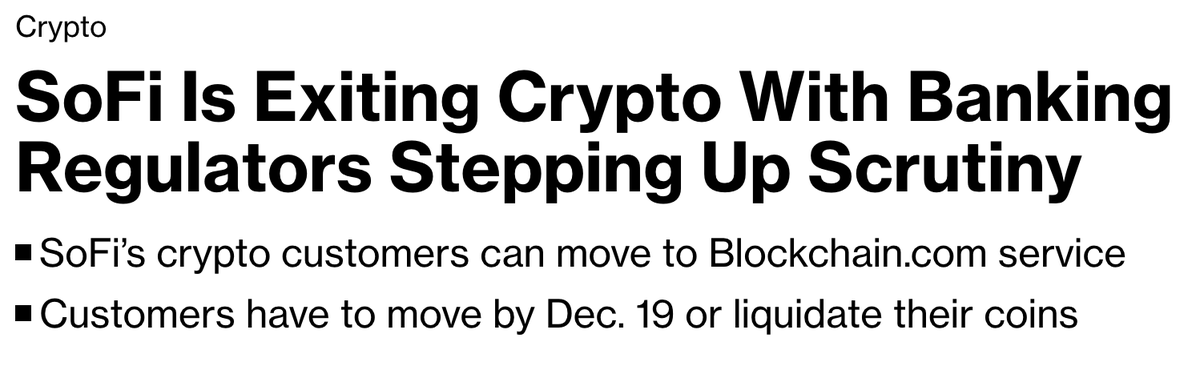 Crypto
SoFi Is Exiting Crypto With Banking
Regulators Stepping Up Scrutiny
■ SoFi’s crypto customers can move to Blockchain.com service
■ Customers have to move by Dec. 19 or liquidate their coins